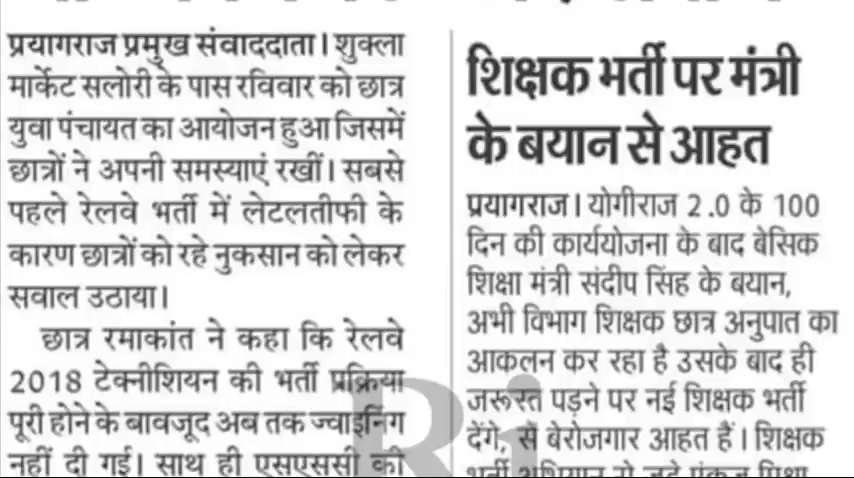 प्रयागराज प्रमुख संवाददाता। शुक्ला
मार्केट सलोरी के पास रविवार को छात्र
युवा पंचायत का आयोजन हुआ जिसमें
छात्रों ने अपनी समस्याएं रखीं। सबसे
पहले रेलवे भर्ती में लेटलतीफी के
कारण छात्रों को रहे नुकसान को लेकर
सवाल उठाया।
छात्र रमाकांत ने कहा कि रेलवे
2018 टेक्नीशियन की भर्ती प्रक्रिया
पूरी होने के बावजूद अब तक ज्वाइनिंग
नहीं दी गई। साथ ही एसएससी की
शिक्षक भर्ती पर मंत्री
के बयान से आहत
प्रयागराज। योगीराज 2.0 के 100
दिन की कार्ययोजना के बाद बेसिक
शिक्षा मंत्री संदीप सिंह के बयान,
अभी विभाग शिक्षक छात्र अनुपात का
आकलन कर रहा है उसके बाद ही
जरूरत पड़ने पर नई शिक्षक भर्ती
देंगे, से बेरोजगार आहत हैं। शिक्षक
Ri